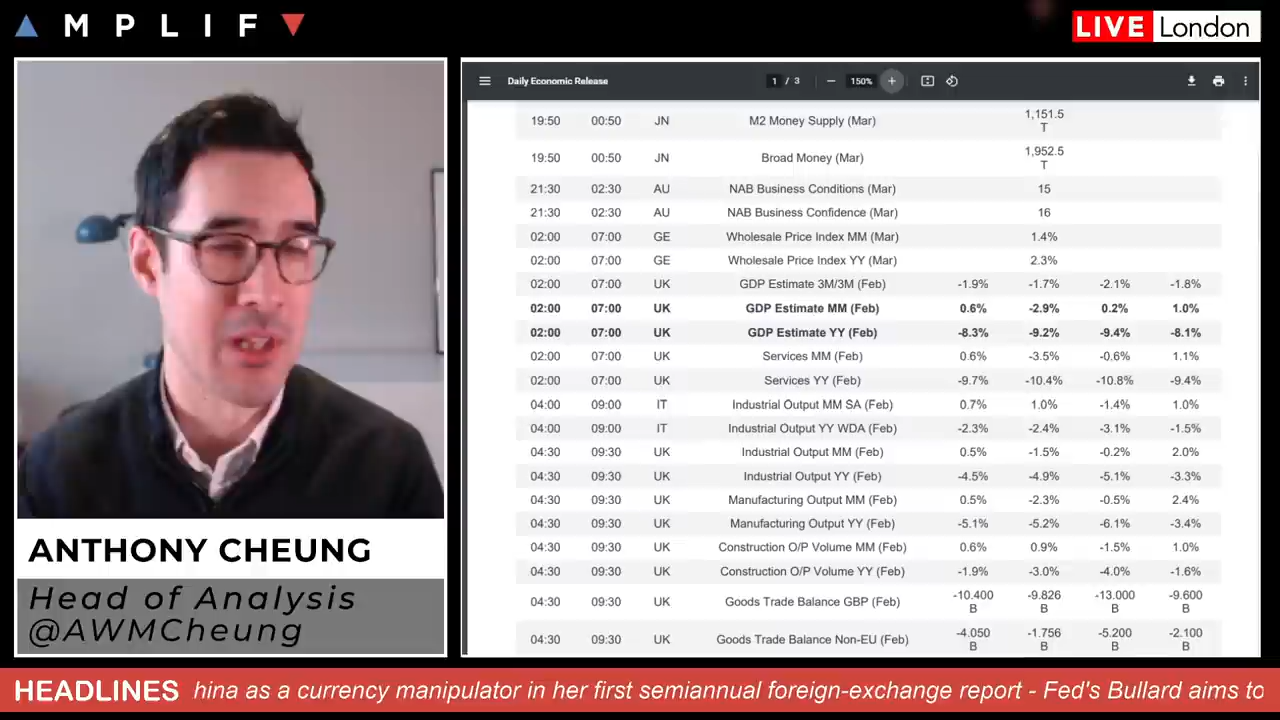 AMPLIFY
LIVE London
Daily Economic Release
1 / 3
150%
19:50 00:50 JN M2 Money Supply (Mar) 1,151.5 T
19:50 00:50 JN Broad Money (Mar) 1,952.5 T
21:30 02:30 AU NAB Business Conditions (Mar) 15
21:30 02:30 AU NAB Business Confidence (Mar) 16
02:00 07:00 GE Wholesale Price Index MM (Mar) 1.4%
02:00 07:00 GE Wholesale Price Index YY (Mar) 2.3%
02:00 07:00 UK GDP Estimate 3M/3M (Feb) -1.9% -1.7% -2.1% -1.8%
02:00 07:00 UK GDP Estimate MM (Feb) 0.6% -2.9% 0.2% 1.0%
02:00 07:00 UK GDP Estimate YY (Feb) -8.3% -9.2% -9.4% -8.1%
02:00 07:00 UK Services MM (Feb) 0.6% -3.5% -0.6% 1.1%
02:00 07:00 UK Services YY (Feb) -9.7% -10.4% -10.8% -9.4%
04:00 09:00 IT Industrial Output MM SA (Feb) 0.7% 1.0% -1.4% 1.0%
04:00 09:00 IT Industrial Output YY WDA (Feb) -2.3% -2.4% -3.1% -1.5%
04:30 09:30 UK Industrial Output MM (Feb) 0.5% -1.5% -0.2% 2.0%
04:30 09:30 UK Industrial Output YY (Feb) -4.5% -4.9% -5.1% -3.3%
04:30 09:30 UK Manufacturing Output MM (Feb) 0.5% -2.3% -0.5% 2.4%
04:30 09:30 UK Manufacturing Output YY (Feb) -5.1% -5.2% -6.1% -3.4%
04:30 09:30 UK Construction O/P Volume MM (Feb) 0.6% 0.9% -1.5% 1.0%
04:30 09:30 UK Construction O/P Volume YY (Feb) -1.9% -3.0% -4.0% -1.6%
04:30 09:30 UK Goods Trade Balance GBP (Feb) -10.400 B -9.826 B -13.000 B -9.600 B
04:30 09:30 UK Goods Trade Balance Non-EU (Feb) -4.050 B -1.756 B -5.200 B -2.100 B
ANTHONY CHEUNG
Head of Analysis
@AWMCheung
HEADLINES hina as a currency manipulator in her first semiannual foreign-exchange report - Fed's Bullard aims to